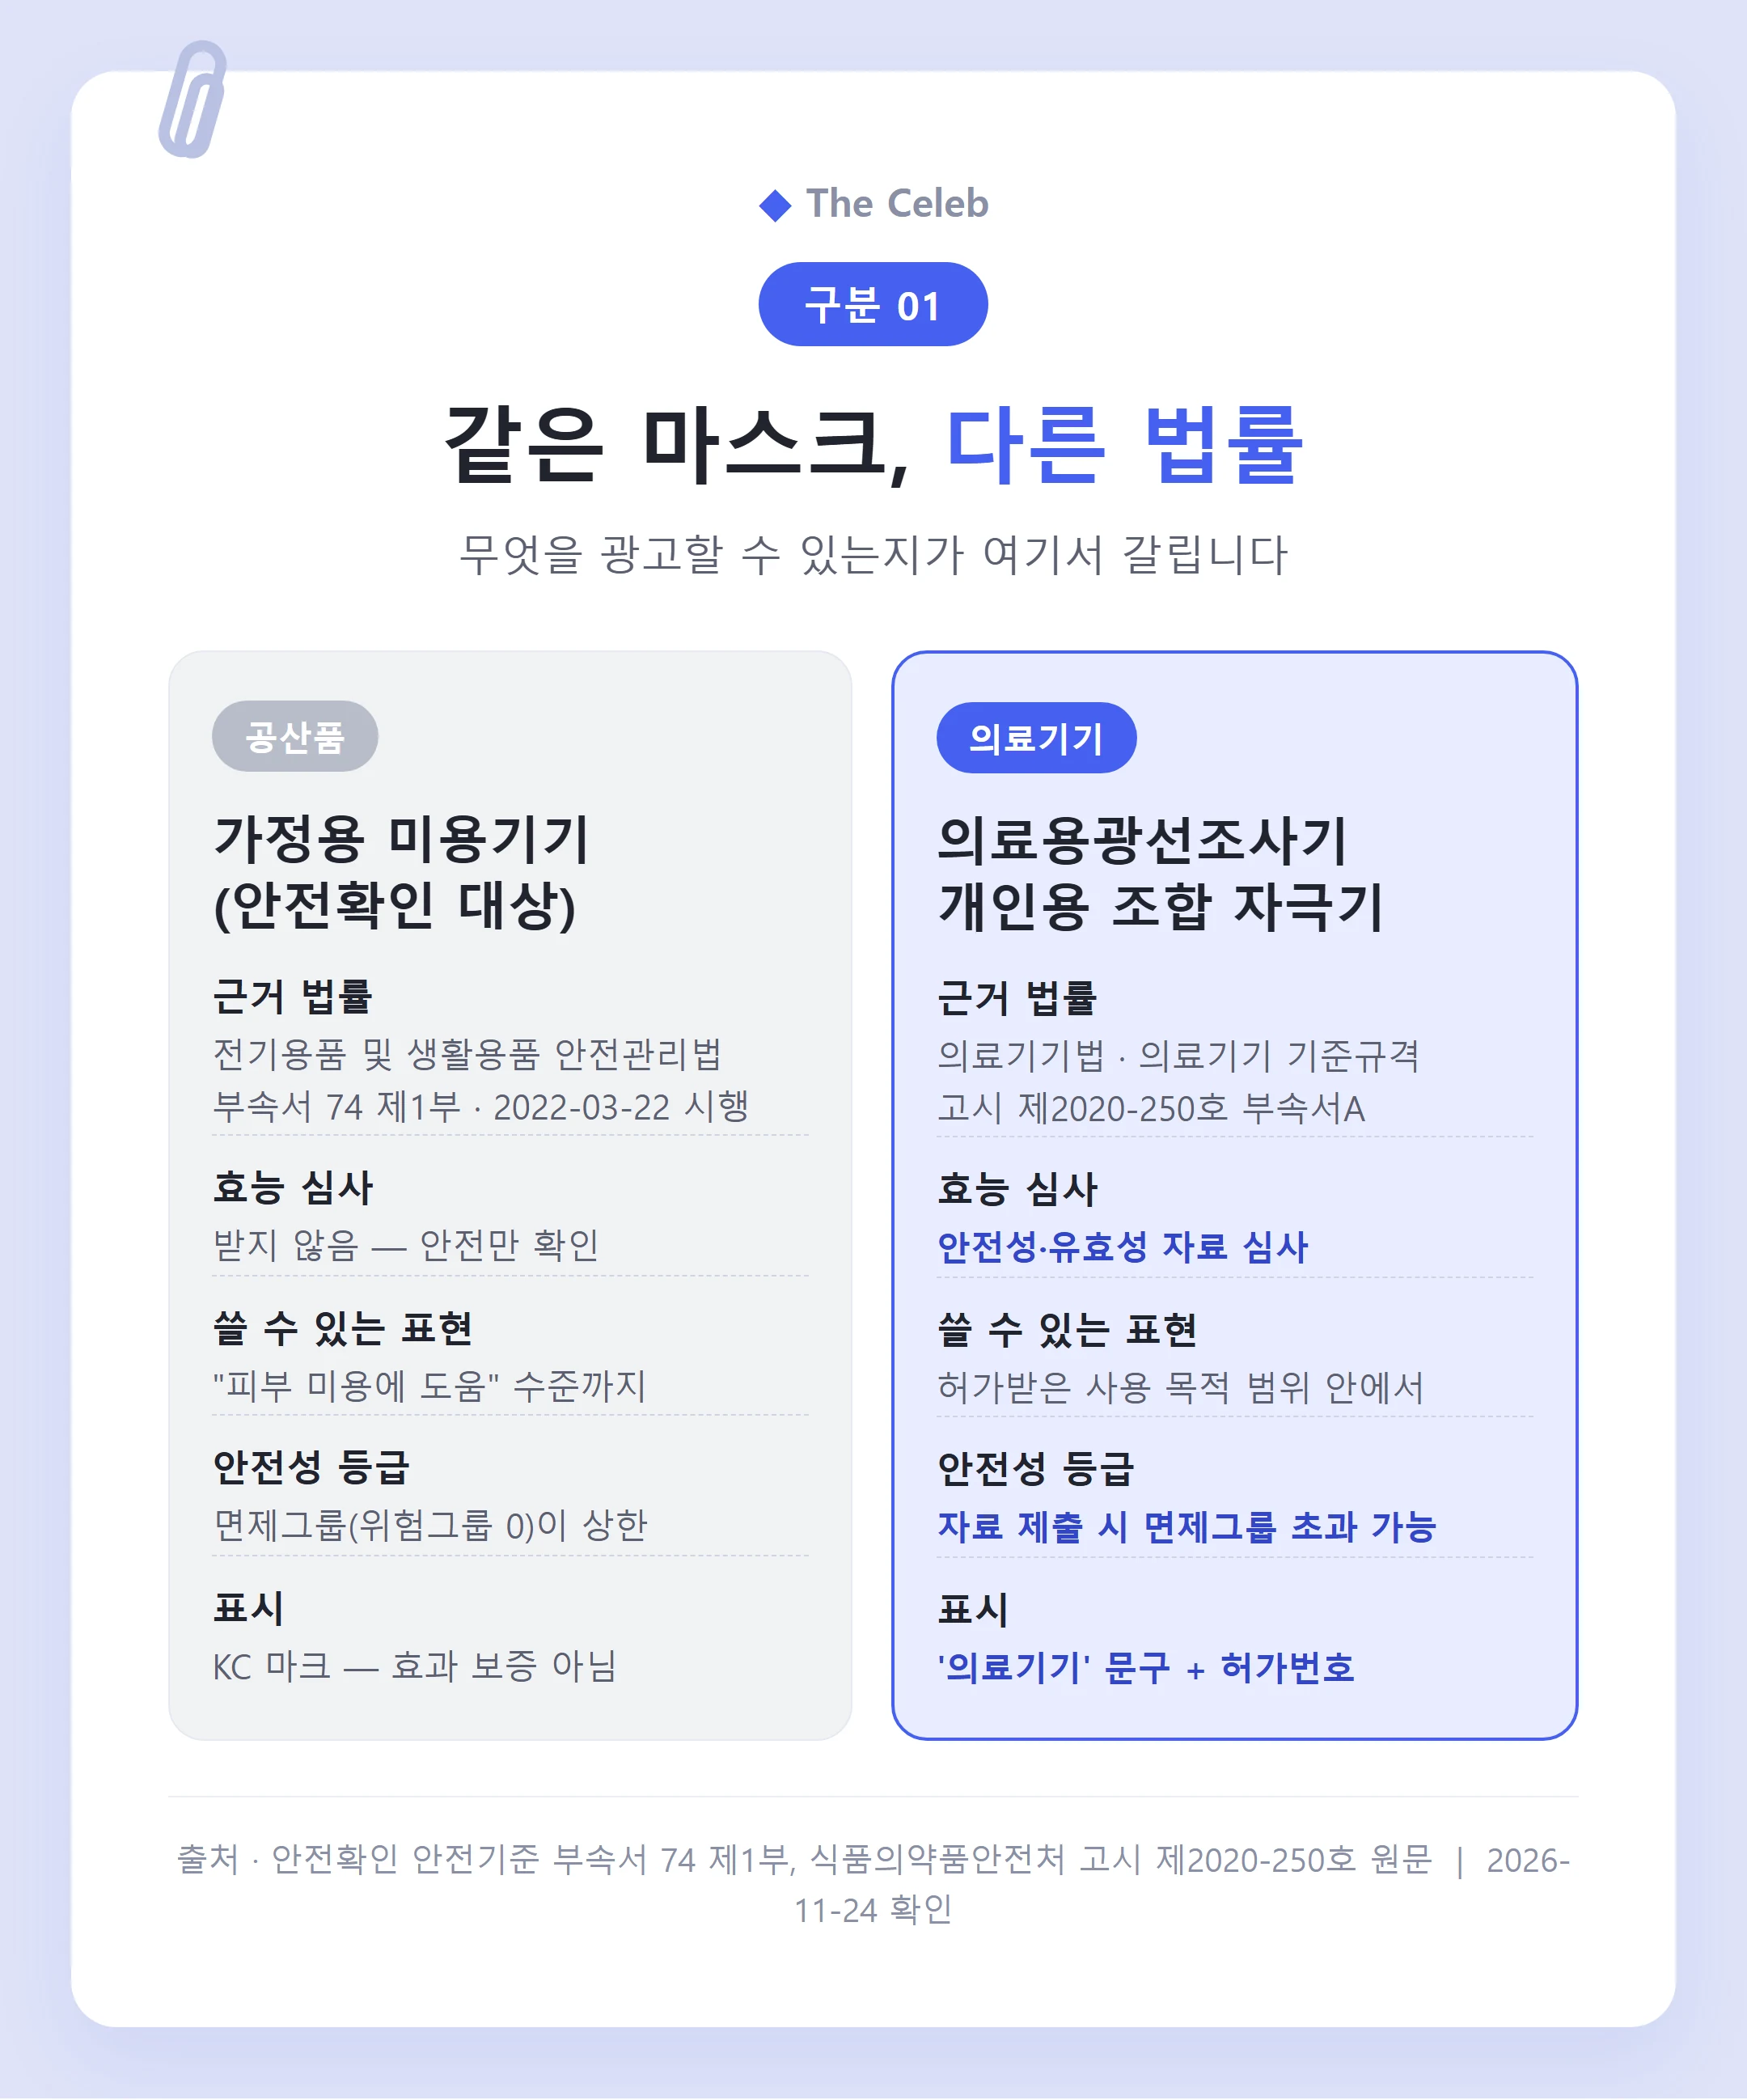 The Celeb
구분 01
같은 마스크, 다른 법률
무엇을 광고할 수 있는지가 여기서 갈립니다
공산품
가정용 미용기기
(안전확인 대상)
근거 법률
전기용품 및 생활용품 안전관리법
부속서 74 제1부 · 2022-03-22 시행
효능 심사
받지 않음 — 안전만 확인
쓸 수 있는 표현
"피부 미용에 도움" 수준까지
안전성 등급
면제그룹(위험그룹 0)이 상한
표시
KC 마크 — 효과 보증 아님
의료기기
의료용광선조사기
개인용 조합 자극기
근거 법률
의료기기법 · 의료기기 기준규격
고시 제2020-250호 부속서A
효능 심사
안전성·유효성 자료 심사
쓸 수 있는 표현
허가받은 사용 목적 범위 안에서
안전성 등급
자료 제출 시 면제그룹 초과 가능
표시
'의료기기' 문구 + 허가번호
출처 · 안전확인 안전기준 부속서 74 제1부, 식품의약품안전처 고시 제2020-250호 원문 | 2026-
11-24 확인